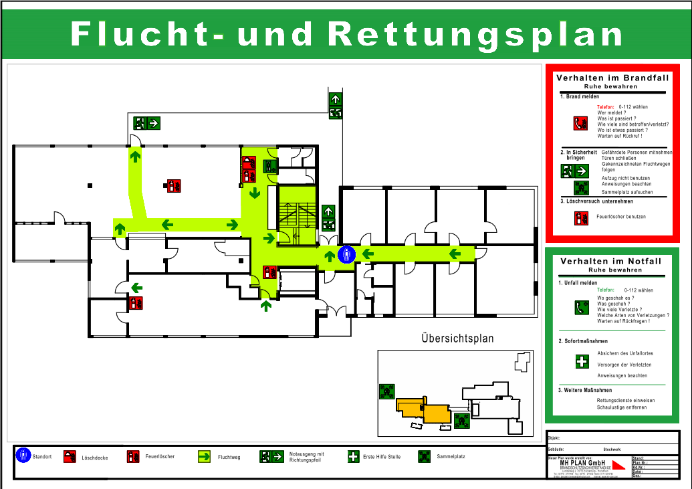 Flucht- und Rettungsplan
Verhalten im Brandfall
Ruhe bewahren
1. Brand melden
Telefon: 0-112 wählen
Wer meldet ?
Was ist passiert ?
Wie viele sind betroffen/verletzt?
Wo ist etwas passiert ?
Warten auf Rückruf !
2. In Sicherheit bringen
Gefährdete Personen mitnehmen
Türen schließen
Gekennzeichneten Fluchtwegen folgen
Aufzug nicht benutzen
Anweisungen beachten
Sammelplatz aufsuchen
3. Löschversuch unternehmen
Feuerlöscher benutzen
Verhalten im Notfall
Ruhe bewahren
1. Unfall melden
Telefon: 0-112 wählen
Wo geschah es ?
Was geschah ?
Wie viele Verletzte ?
Welche Arten von Verletzungen ?
Warten auf Rückfragen !
2. Sofortmaßnahmen
Absichern des Unfallortes
Versorgen der Verletzten
Anweisungen beachten
3. Weitere Maßnahmen
Rettungsdienste einweisen
Schaulustige entfernen
Übersichtsplan
Standort
Löschdecke
Feuerlöscher
Fluchtweg
Notausgang mit
Richtungspfeil
Erste Hilfe Stelle
Sammelplatz
MH PLAN GmbH